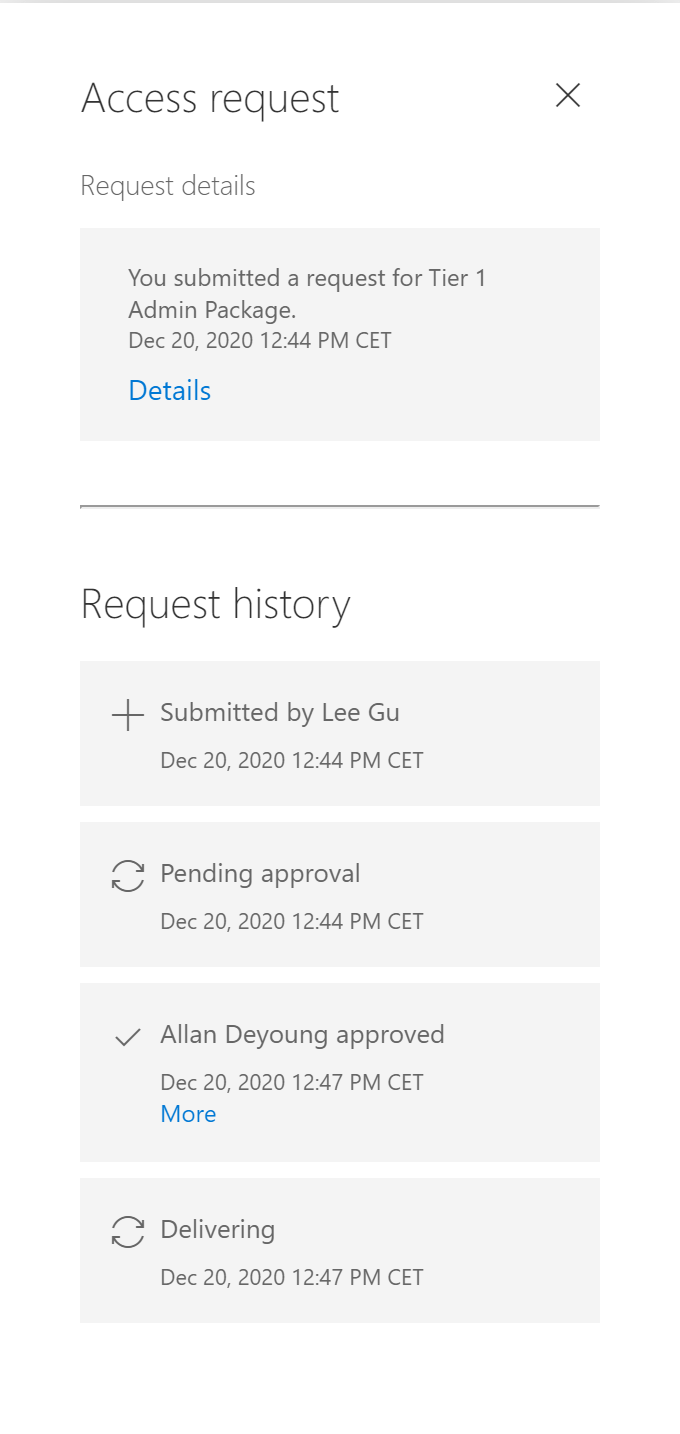 Access request
Request details
You submitted a request for Tier 1
Admin Package.
Dec 20, 2020 12:44 PM CET
Details
Request history
Submitted by Lee Gu
Dec 20, 2020 12:44 PM CET
Pending approval
Dec 20, 2020 12:44 PM CET
Allan Deyoung approved
Dec 20, 2020 12:47 PM CET
More
Delivering
Dec 20, 2020 12:47 PM CET